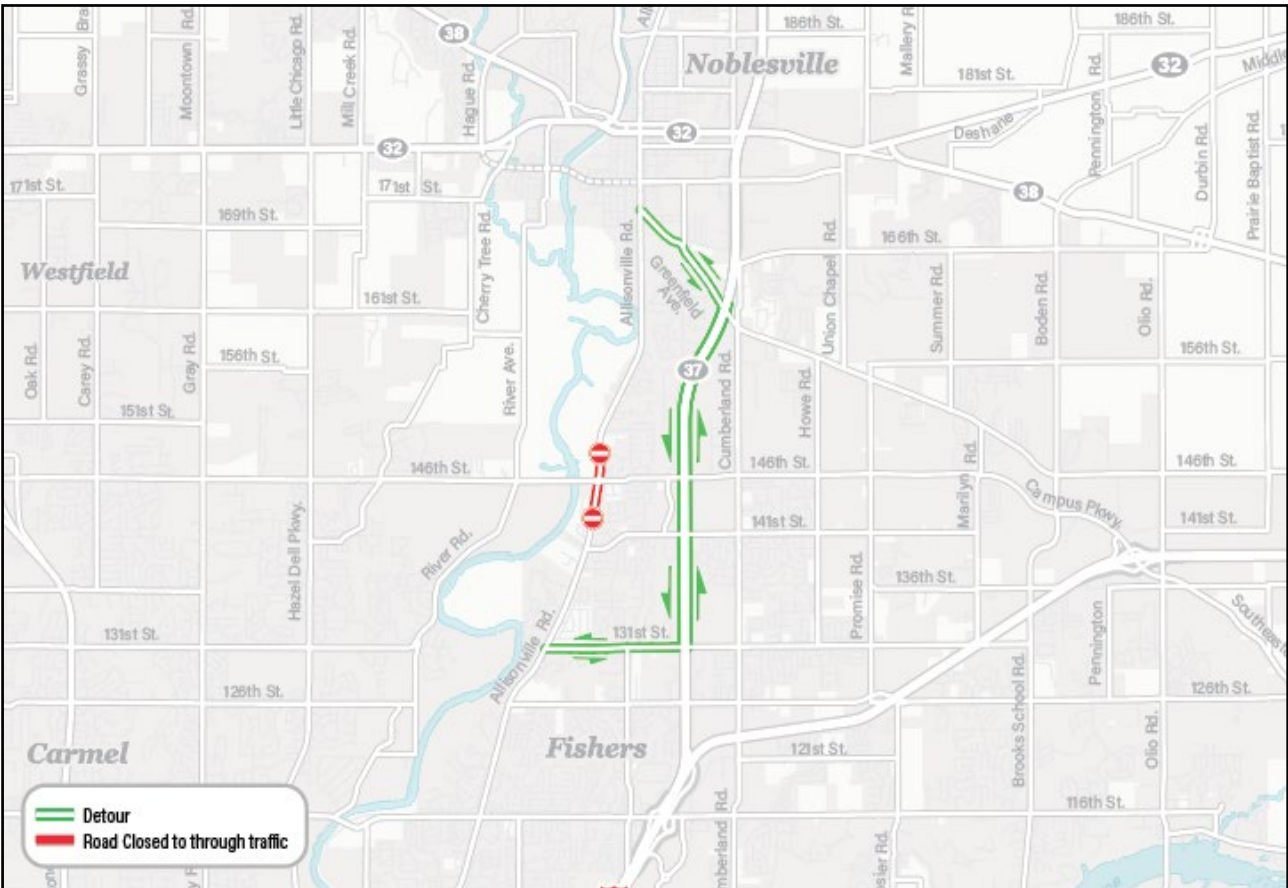 Grassy Bra
Moontown Rd.
Little Chicago Rd.
Mill Creek Rd.
Hague Rd.
38
Noblesville
186th St.
Mallery R
186th St.
181st St.
Pennington Rd.
32
Middle
32
32
Deshane
Durbin Rd.
Prairie Baptist Rd.
38
171st St.
171st St.
169th St.
Cherry Tree Rd.
Allisonville Rd.
Greenfield Ave.
Union Chapel Rd.
166th St.
Summer Rd.
Boden Rd.
Olio Rd.
Westfield
161st St.
Oak Rd.
Carey Rd.
Gray Rd.
156th St.
River Ave.
37
Cumberland Rd.
Howe Rd.
156th St.
151st St.
146th St.
146th St.
Marilyn Rd.
146th St.
Campus Pkwy.
Hazel Dell Pkwy.
River Rd.
141st St.
141st St.
Promise Rd.
136th St.
131st St.
Allisonville Rd.
131st St.
Pennington
Southeaste
126th St.
Brooks School Rd.
126th St.
Carmel
Fishers
121st St.
Olio Rd.
116th St.
mberland Rd.
sier Rd.
Detour
Road Closed to through traffic